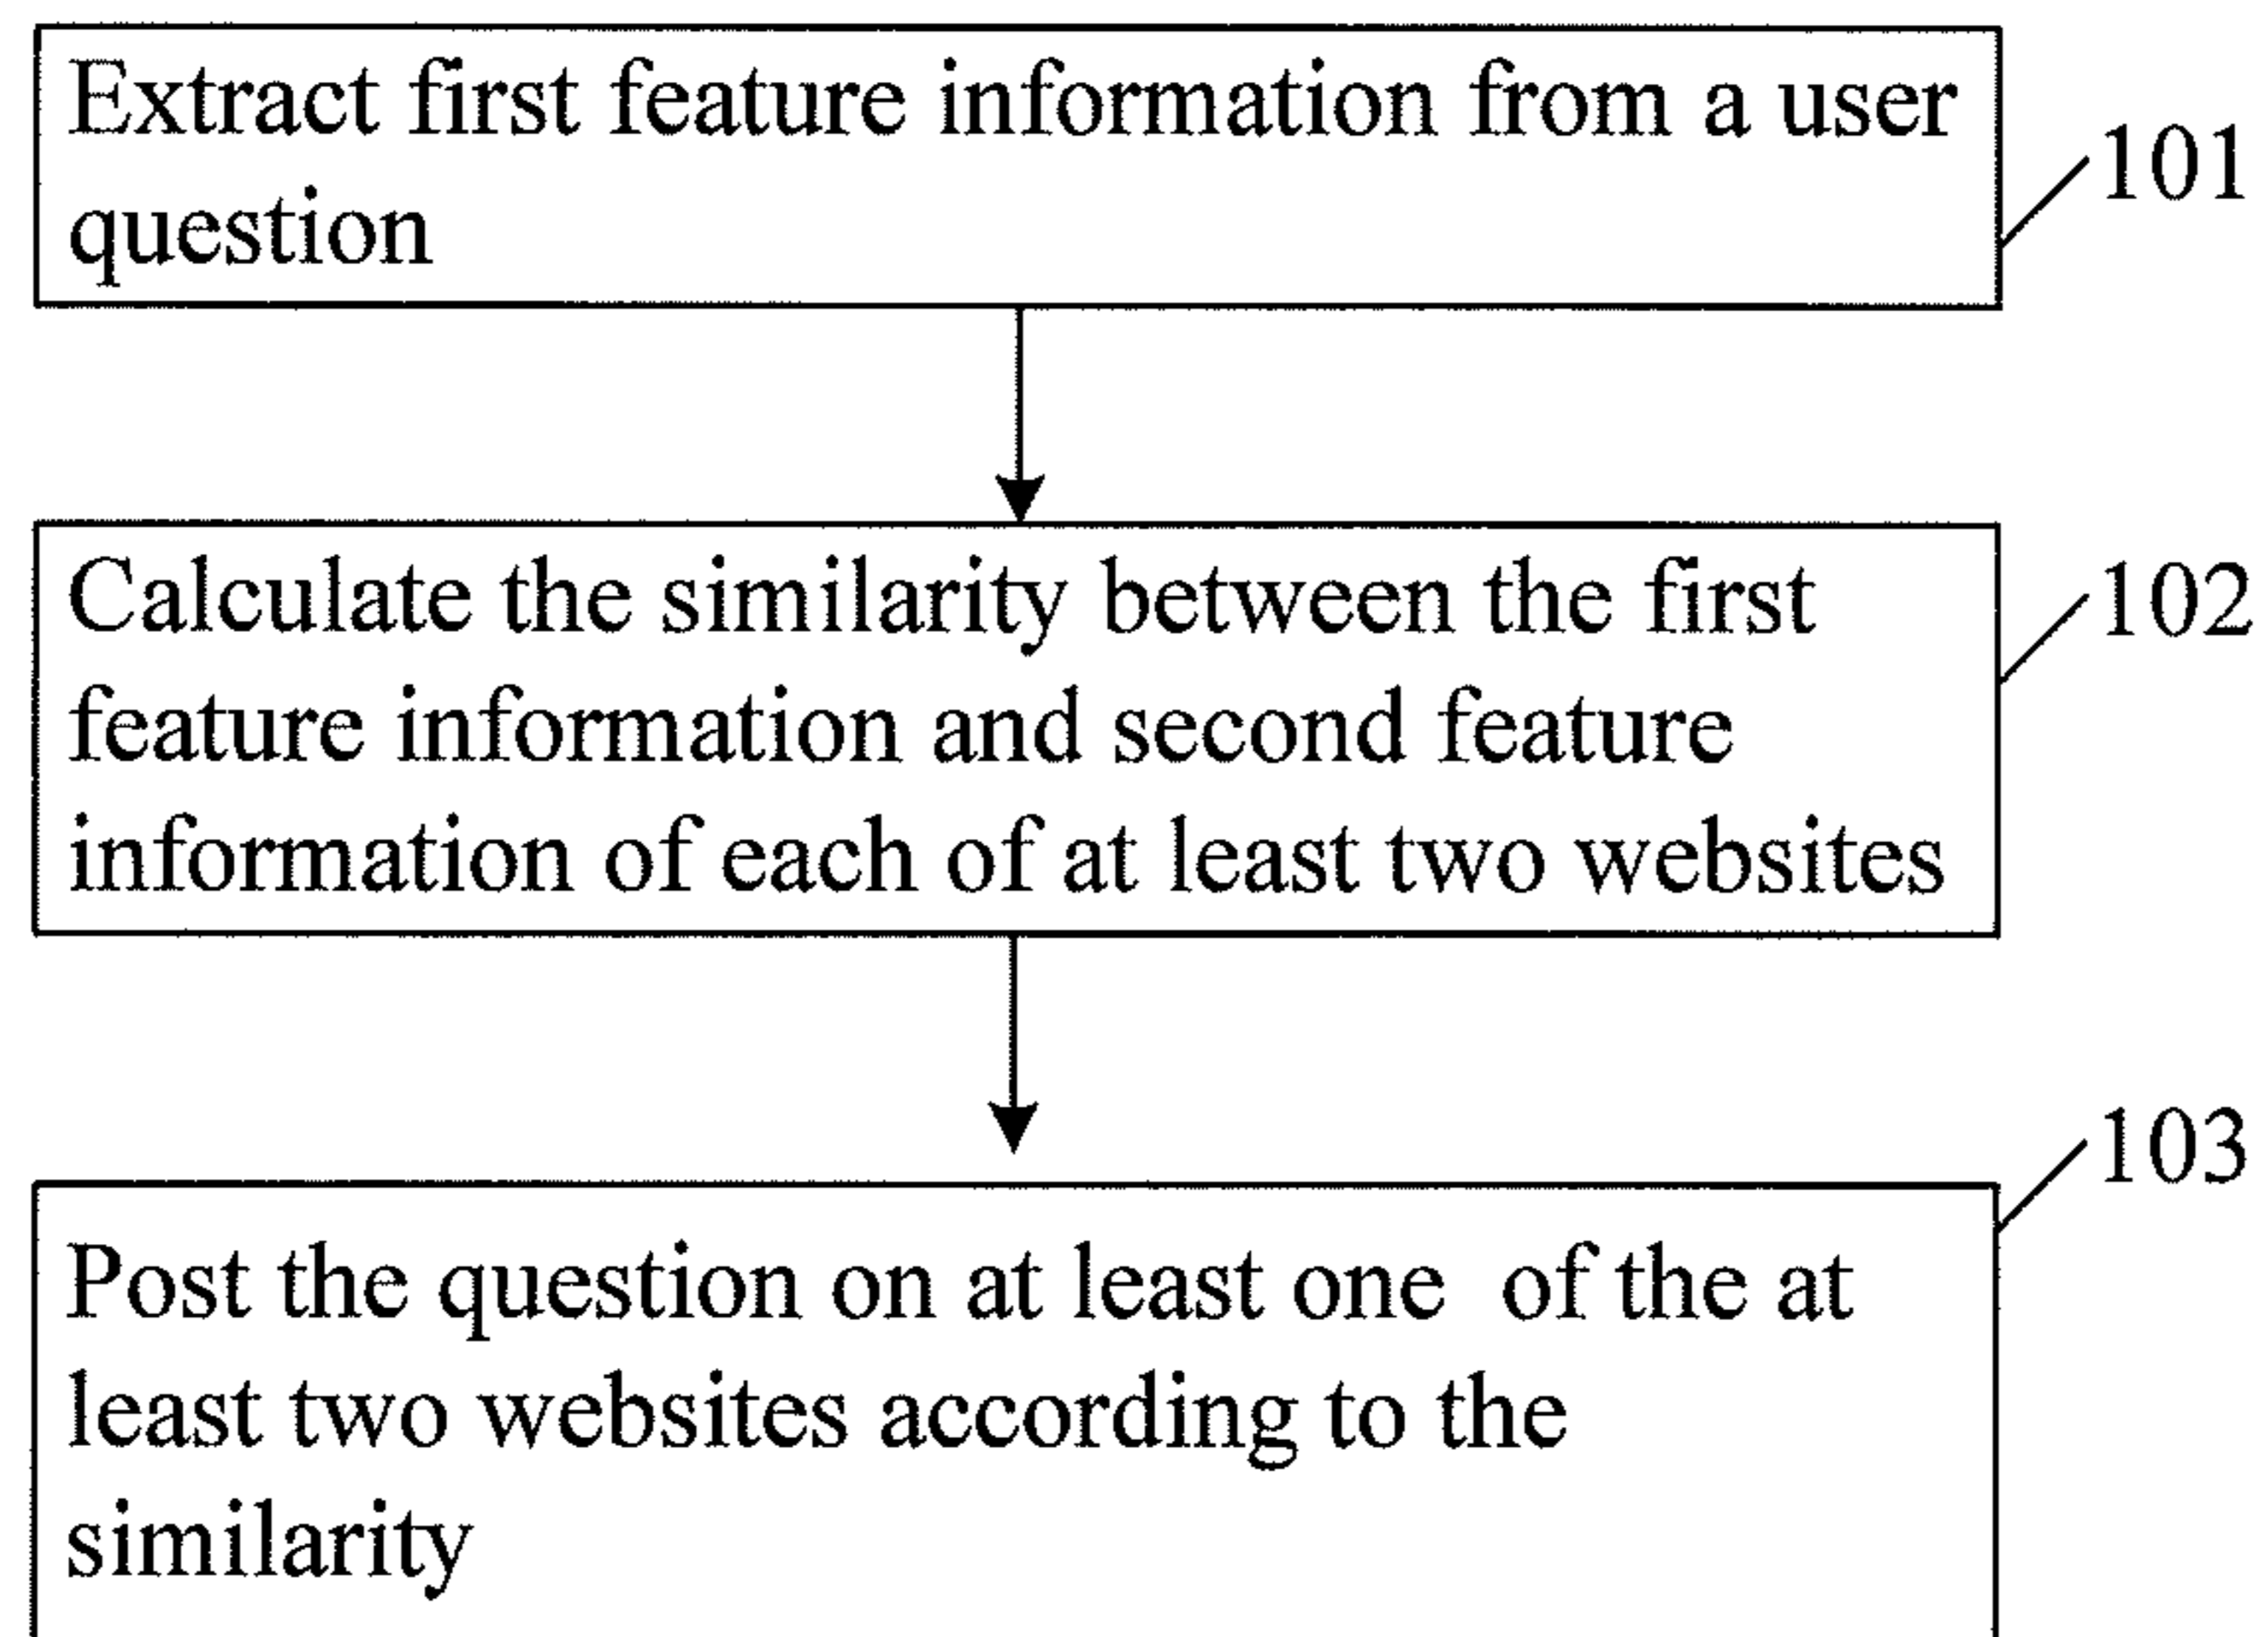 Extract first feature information from a user
question
101
Calculate the similarity between the first
feature information and second feature
information of each of at least two websites
102
103
Post the question on at least one of the at
least two websites according to the
similarity